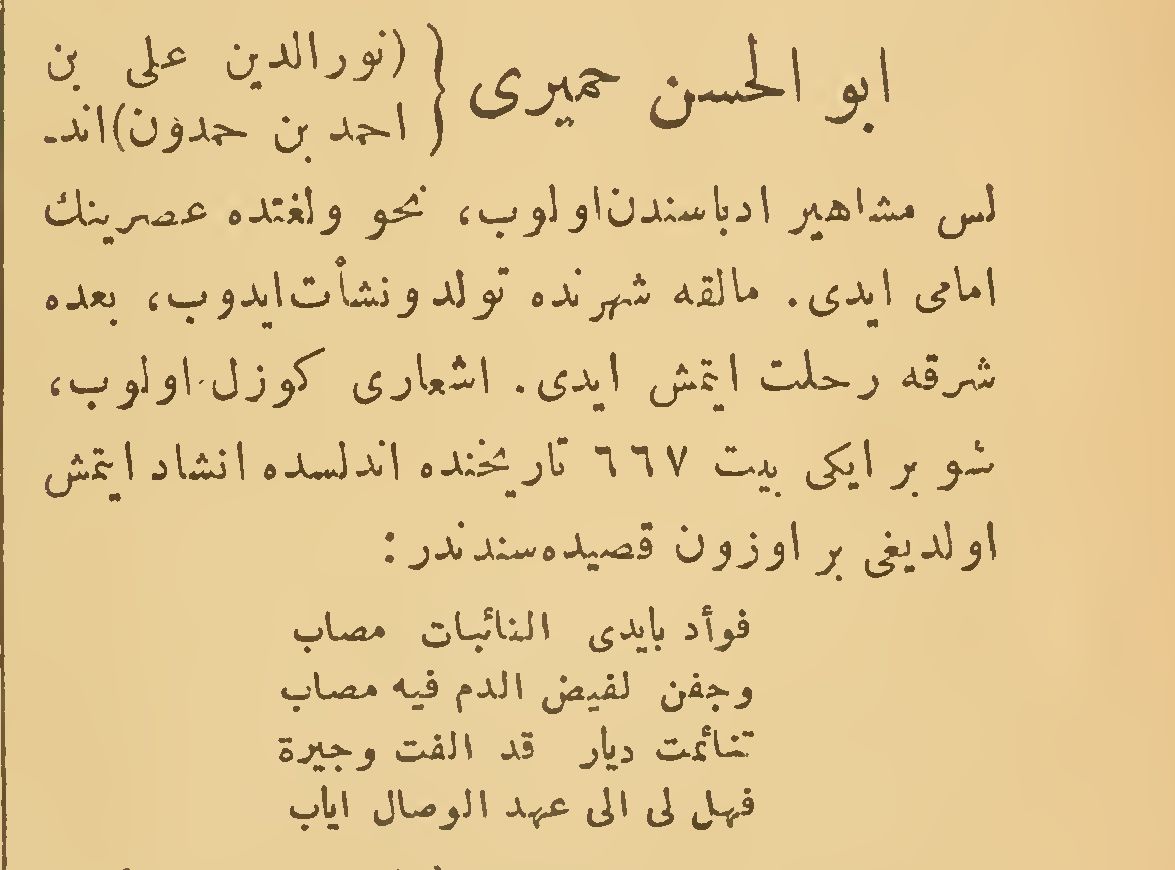 ابو الحسن حميرى { (نورالدين على بن
احمد بن حمدون) اند ـ
لس مشاهير ادباسندن اولوب، نحو ولغتده عصرينك
امامى ايدى. مالقه شهرنده تولد ونشأت ايدوب، بعده
شرقه رحلت ايتمش ايدى. اشعارى كوزل اولوب،
شو بر ايكى بيت ٦٦٧ تاريخنده اندلسده انشاد ايتمش
اولديغى بر اوزون قصيده سندندر:
فوأد بايدى النائبات مصاب
وجفن لفيض الدم فيه مصاب
تنائمت ديار قد الفت وجيرة
فهل لى الى عهد الوصال اياب